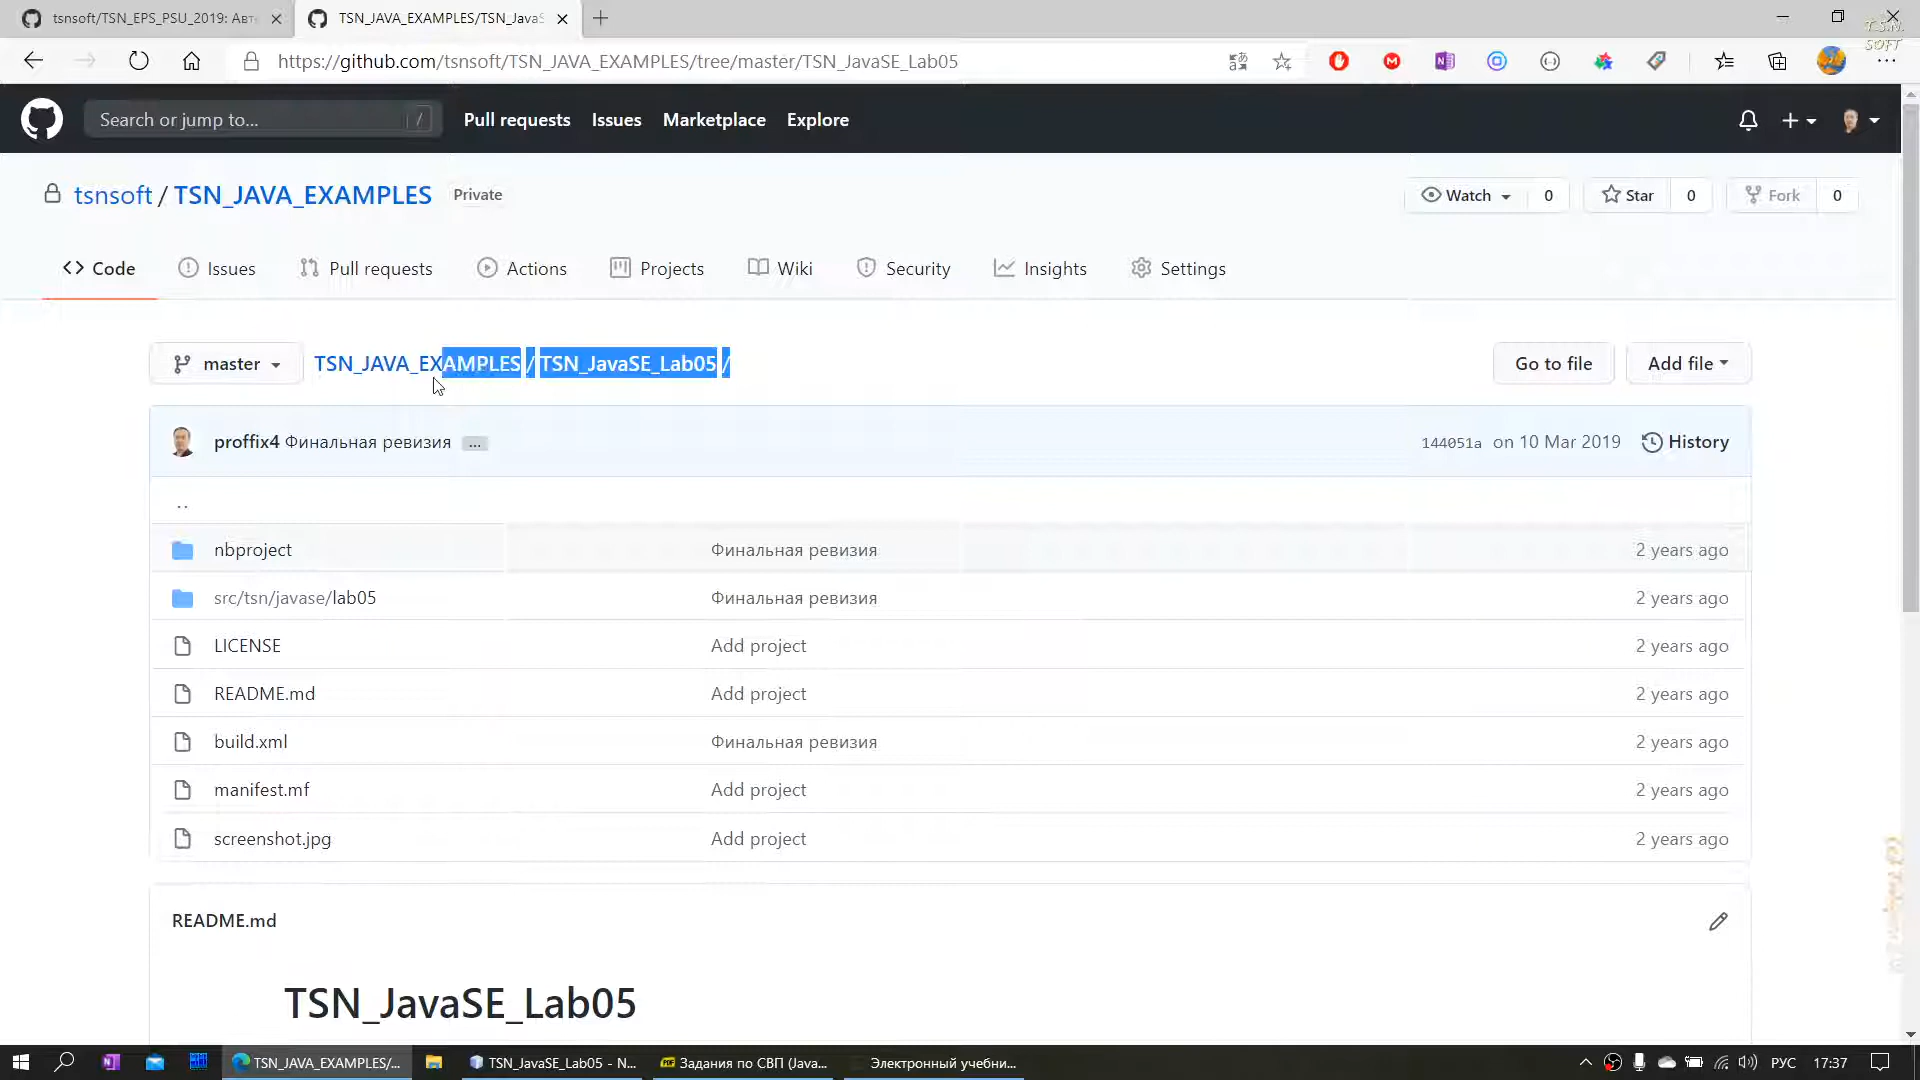 tsnsoft/TSN_EPS_PSU_2019: Авто
TSN_JAVA_EXAMPLES/TSN_JavaS
T.S.N.
SOFT
https://github.com/tsnsoft/TSN_JAVA_EXAMPLES/tree/master/TSN_JavaSE_Lab05
Search or jump to...
/
Pull requests
Issues
Marketplace
Explore
tsnsoft / TSN_JAVA_EXAMPLES Private
Watch 0
Star 0
Fork 0
Code
Issues
Pull requests
Actions
Projects
Wiki
Security
Insights
Settings
master
TSN_JAVA_EXAMPLES / TSN_JavaSE_Lab05 /
Go to file
Add file
proffix4 Финальная ревизия ...
144051a on 10 Mar 2019
History
..
nbproject Финальная ревизия 2 years ago
src/tsn/javase/lab05 Финальная ревизия 2 years ago
LICENSE Add project 2 years ago
README.md Add project 2 years ago
build.xml Финальная ревизия 2 years ago
manifest.mf Add project 2 years ago
screenshot.jpg Add project 2 years ago
README.md
TSN_JavaSE_Lab05
TSN_JAVA_EXAMPLES/...
TSN_JavaSE_Lab05 - N...
Задания по СВП (Java...
Электронный учебни...
РУС
17:37